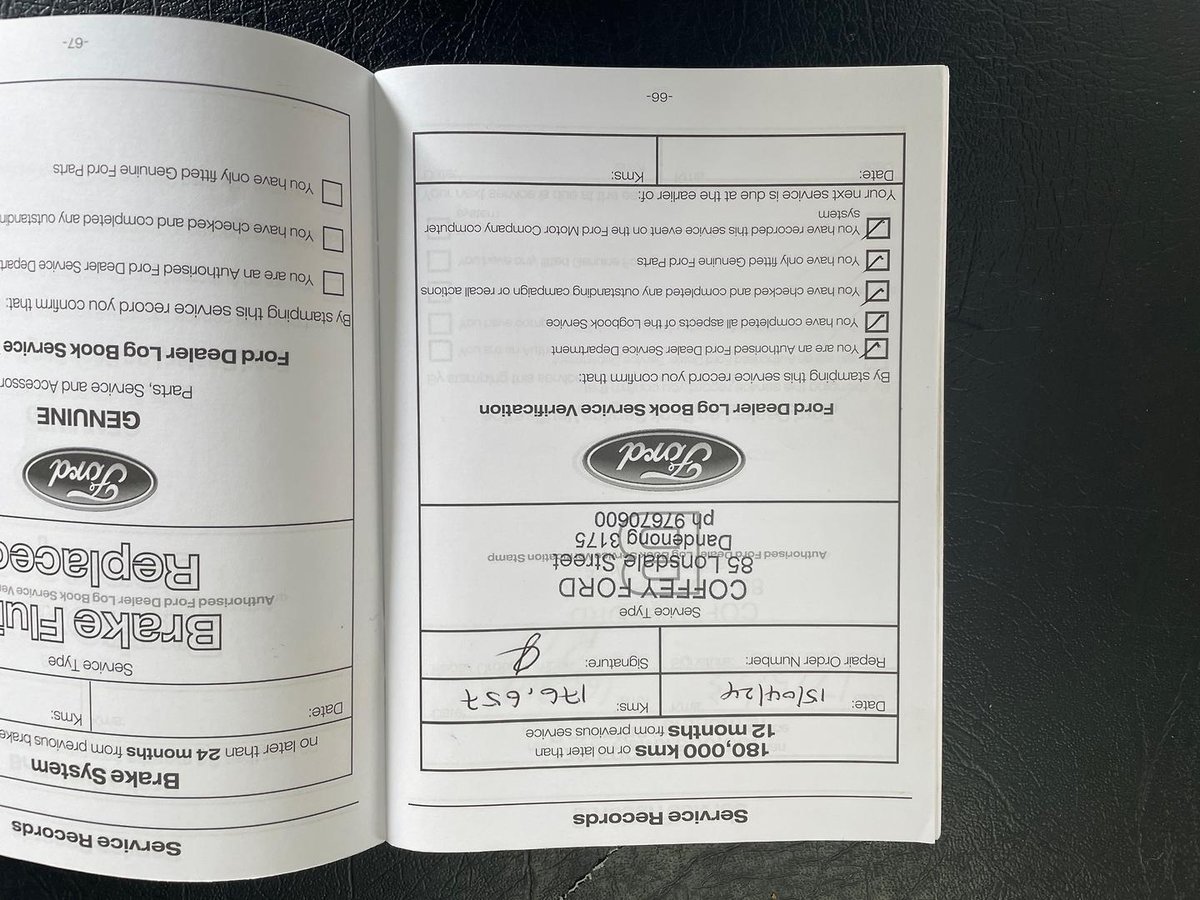 Service Records
180,000 kms or no later than
12 months from previous service
Date: 15/04/24
Kms: 176,657
Repair Order Number:
Signature:
Service Type
COFFEY FORD
85 Lonsdale Street
Authorised Ford Dealer Log Book Service Verification Stamp
Dandenong 3175
ph 97670600
Ford
Ford Dealer Log Book Service Verification
By stamping this service record you confirm that:
You are an Authorised Ford Dealer Service Department
You have completed all aspects of the Logbook Service
You have checked and completed any outstanding campaign or recall actions
You have only fitted Genuine Ford Parts
You have recorded this service event on the Ford Motor Company computer
system
Your next service is due at the earlier of:
Date:
Kms:
-66-
Service Records
Brake System
no later than 24 months from previous brake
Date:
Kms:
Service Type
Brake
Authorised Ford Dealer Log Book Service
Replaced
Ford
GENUINE
Parts, Service and
Ford Dealer Log Book Service
By stamping this service record you confirm that:
You are an Authorised Ford Dealer Service
You have checked and completed any
You have only fitted Genuine Ford Parts
-67-